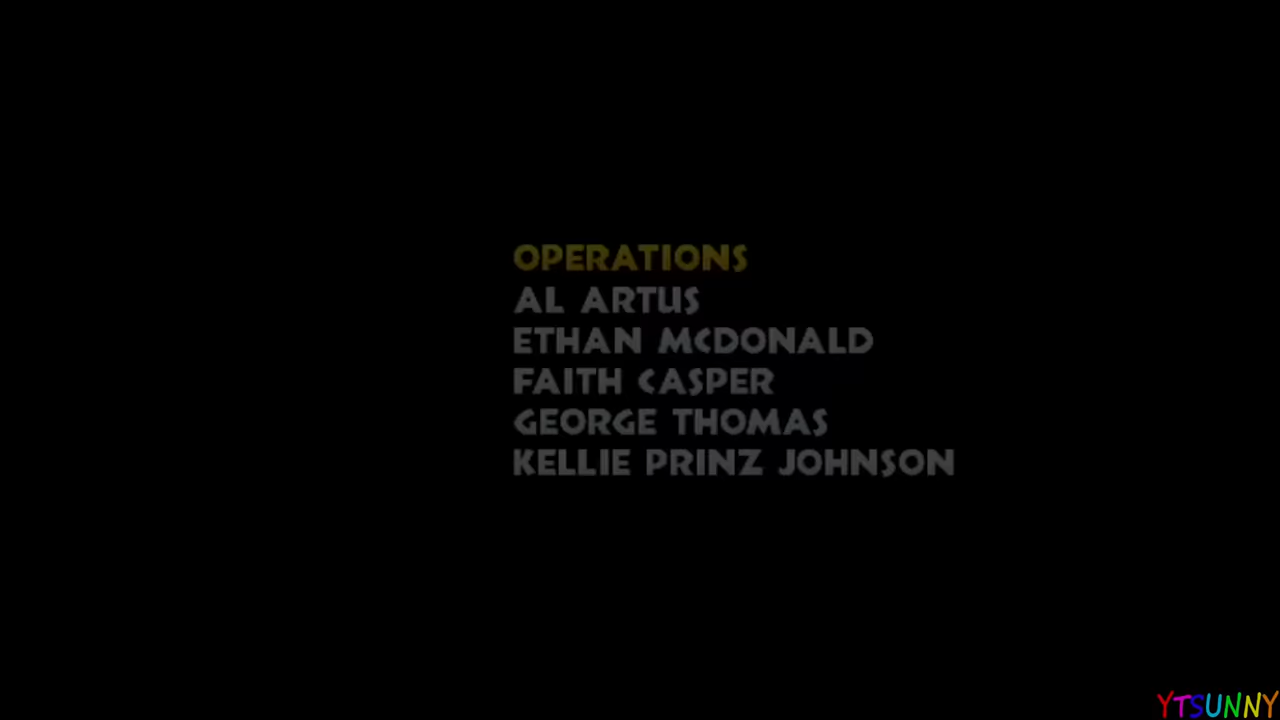 OPERATIONS
AL ARTUS
ETHAN MCDONALD
FAITH CASPER
GEORGE THOMAS
KELLIE PRINZ JOHNSON
YTSUNNY